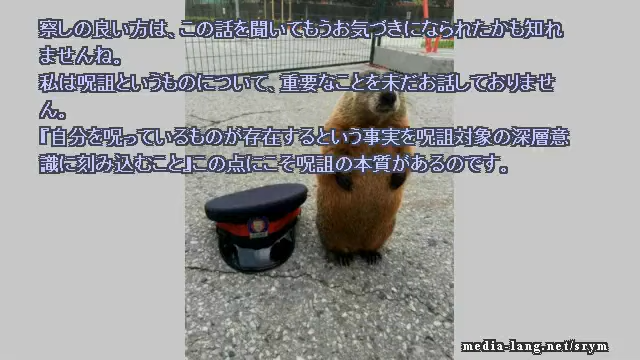 察しの良い方は、この話を聞いてもうお気づきになられたかも知れ
ませんね。
私は呪詛というものについて、重要なことを未だお話しておりませ
ん。
『自分を呪っているものが存在するという事実を呪詛対象の深層意
識に刻み込むこと』この点にこそ呪詛の本質があるのです。
media-lang.net/srym